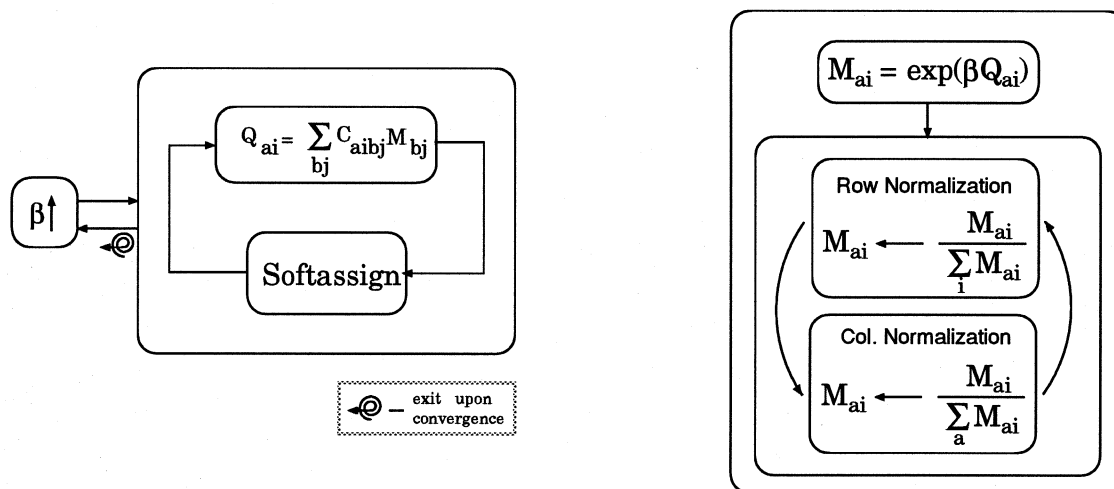 β↑
Q_ai = ∑_bj C_aibj M_bj
Softassign
exit upon
convergence
M_ai = exp(βQ_ai)
Row Normalization
M_ai ← M_ai / ∑_i M_ai
Col. Normalization
M_ai ← M_ai / ∑_a M_ai